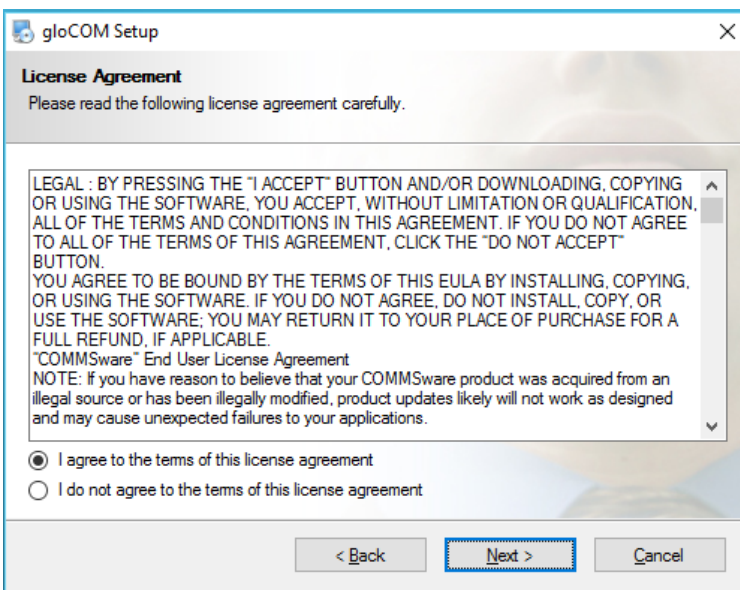 gloCOM Setup
License Agreement
Please read the following license agreement carefully.
LEGAL : BY PRESSING THE "I ACCEPT" BUTTON AND/OR DOWNLOADING, COPYING
OR USING THE SOFTWARE, YOU ACCEPT, WITHOUT LIMITATION OR QUALIFICATION,
ALL OF THE TERMS AND CONDITIONS IN THIS AGREEMENT. IF YOU DO NOT AGREE
TO ALL OF THE TERMS OF THIS AGREEMENT, CLICK THE "DO NOT ACCEPT"
BUTTON.
YOU AGREE TO BE BOUND BY THE TERMS OF THIS EULA BY INSTALLING, COPYING,
OR USING THE SOFTWARE. IF YOU DO NOT AGREE, DO NOT INSTALL, COPY, OR
USE THE SOFTWARE; YOU MAY RETURN IT TO YOUR PLACE OF PURCHASE FOR A
FULL REFUND, IF APPLICABLE.
"COMMSware" End User License Agreement
NOTE: If you have reason to believe that your COMMSware product was acquired from an
illegal source or has been illegally modified, product updates likely will not work as designed
and may cause unexpected failures to your applications.
I agree to the terms of this license agreement
I do not agree to the terms of this license agreement
< Back
Next >
Cancel